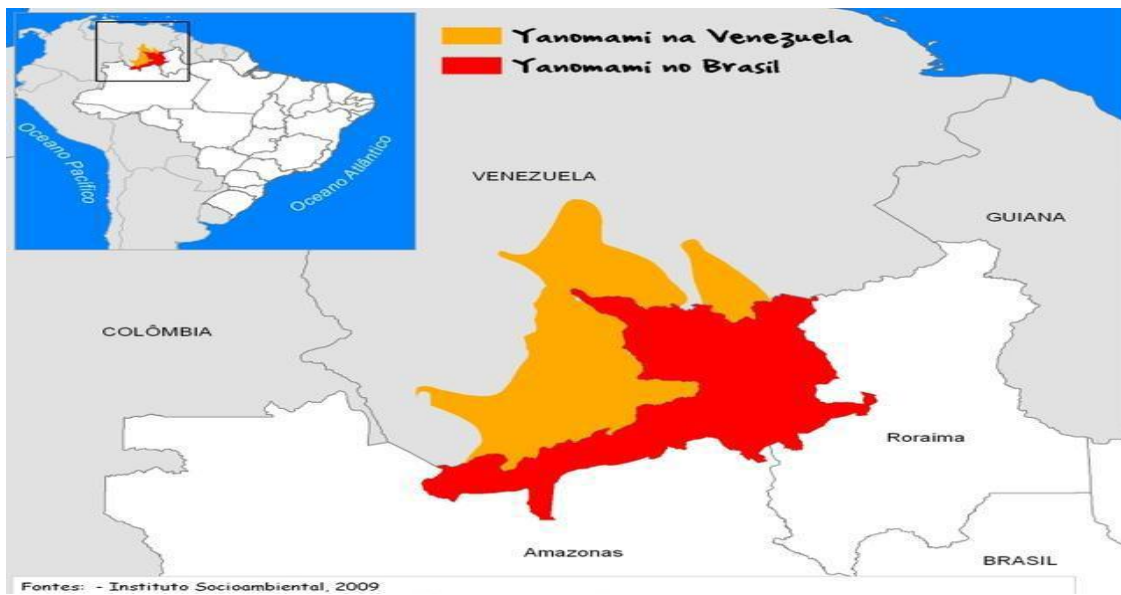 Yanomami na Venezuela
Yanomami no Brasil
Oceano Pacífico
Oceano Atlântico
VENEZUELA
GUIANA
COLÔMBIA
Roraima
Amazonas
BRASIL
Fontes: - Instituto Socioambiental, 2009